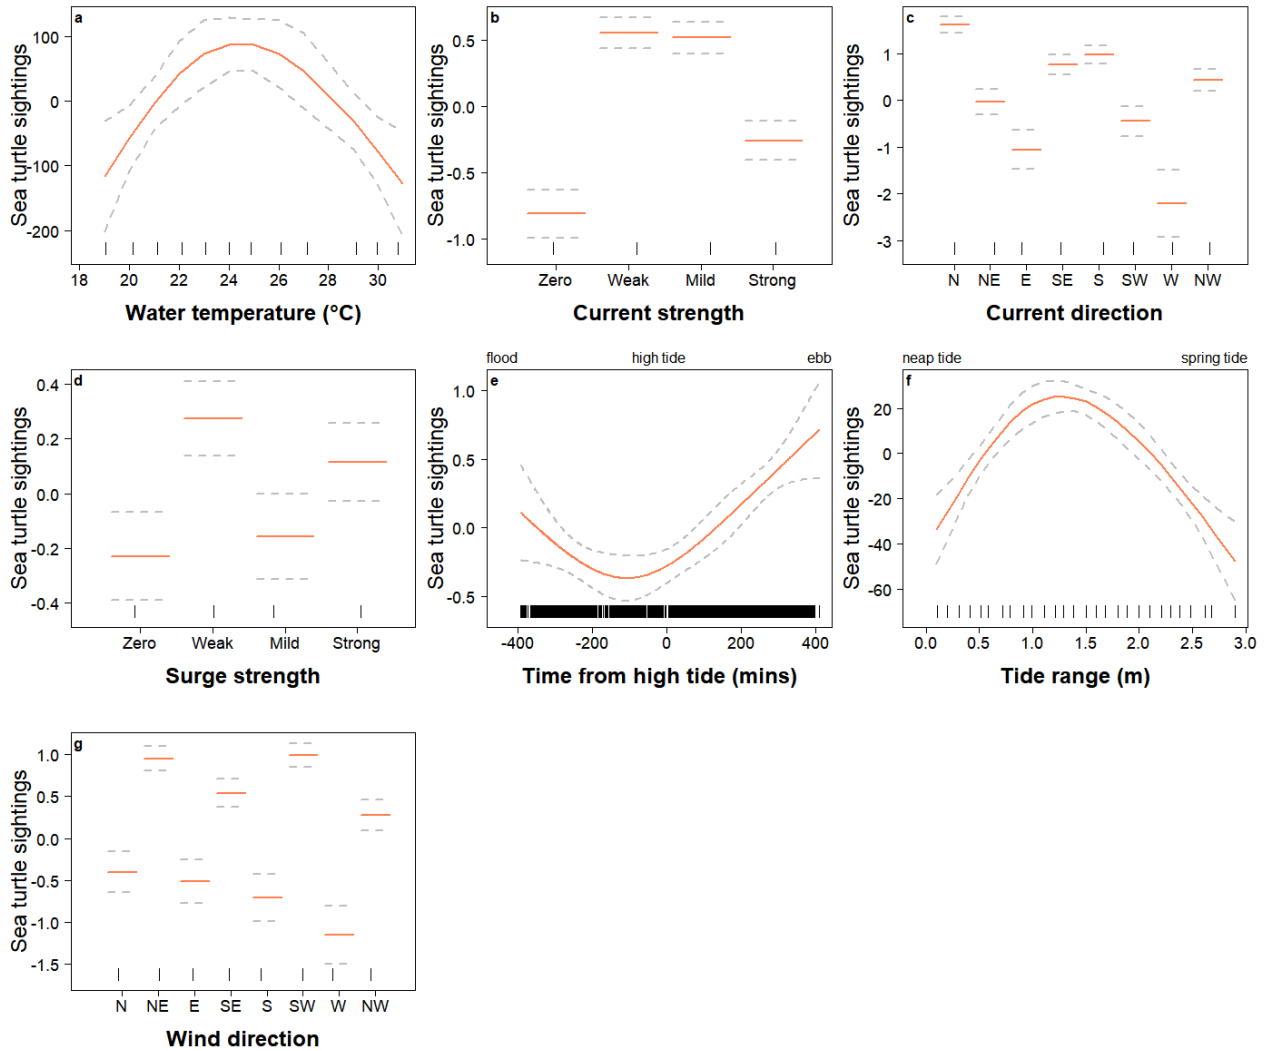 a
Sea turtle sightings
100
0
-100
-200
18 20 22 24 26 28 30
Water temperature (°C)
b
Sea turtle sightings
0.5
0.0
-0.5
-1.0
Zero Weak Mild Strong
Current strength
c
Sea turtle sightings
1
0
-1
-2
-3
N NE E SE S SW W NW
Current direction
d
Sea turtle sightings
0.4
0.2
0.0
-0.2
-0.4
Zero Weak Mild Strong
Surge strength
flood high tide ebb
e
Sea turtle sightings
1.0
0.5
0.0
-0.5
-400 -200 0 200 400
Time from high tide (mins)
neap tide spring tide
f
Sea turtle sightings
20
0
-20
-40
-60
0.0 0.5 1.0 1.5 2.0 2.5 3.0
Tide range (m)
g
Sea turtle sightings
1.0
0.5
0.0
-0.5
-1.0
-1.5
N NE E SE S SW W NW
Wind direction